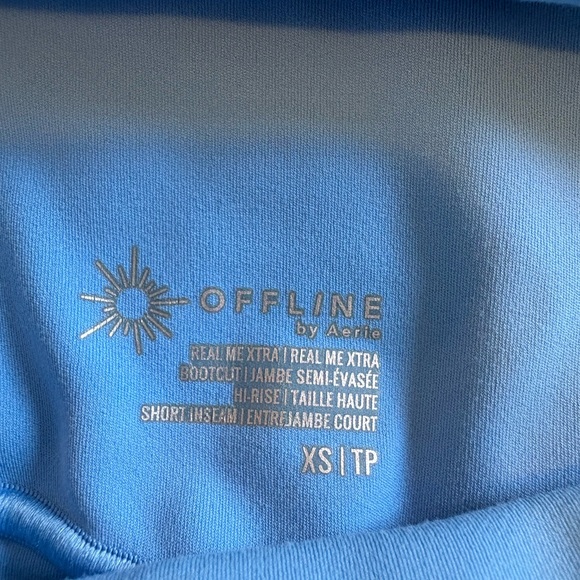 OFFLINE
by Aerie
REAL ME XTRA | REAL ME XTRA
BOOTCUT | JAMBE SEMI-ÉVASÉE
HI-RISE | TAILLE HAUTE
SHORT INSEAM | ENTREJAMBE COURT
XS | TP